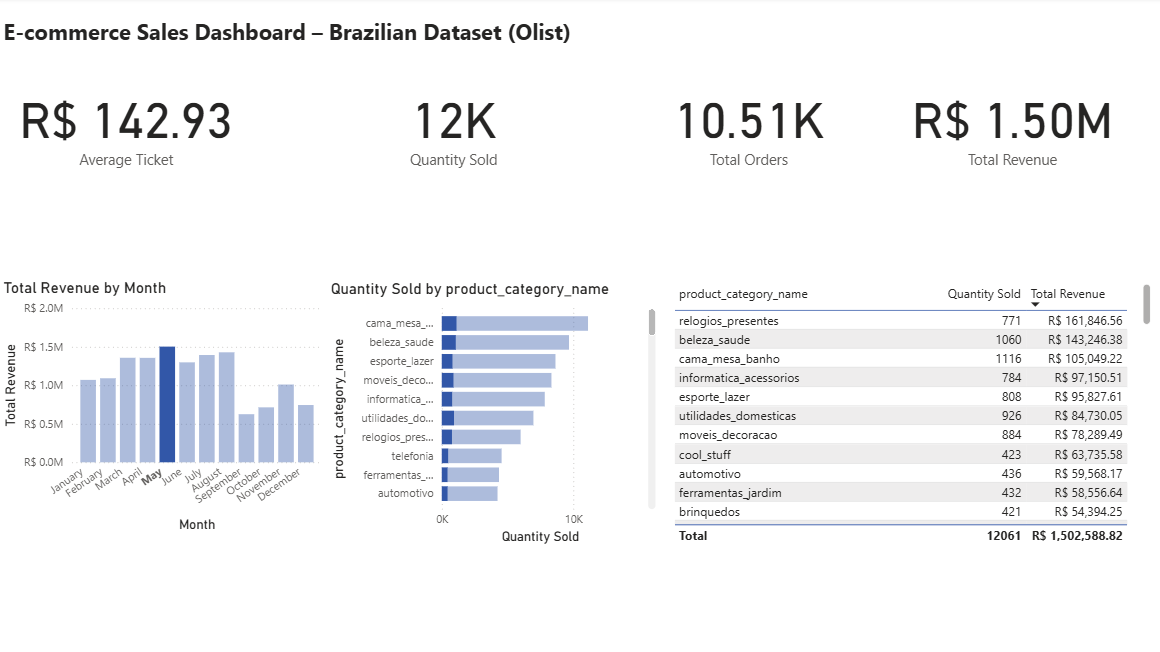 E-commerce Sales Dashboard – Brazilian Dataset (Olist)
R$ 142.93
Average Ticket
12K
Quantity Sold
10.51K
Total Orders
R$ 1.50M
Total Revenue
Total Revenue by Month
Total Revenue
R$ 2.0M
R$ 1.5M
R$ 1.0M
R$ 0.5M
R$ 0.0M
January
February
March
April
May
June
July
August
September
October
November
December
Month
Quantity Sold by product_category_name
product_category_name
cama_mesa_...
beleza_saude
esporte_lazer
moveis_deco...
informatica_...
utilidades_do...
relogios_pres...
telefonia
ferramentas_...
automotivo
0K 10K
Quantity Sold
product_category_name Quantity Sold Total Revenue
relogios_presentes 771 R$ 161,846.56
beleza_saude 1060 R$ 143,246.38
cama_mesa_banho 1116 R$ 105,049.22
informatica_acessorios 784 R$ 97,150.51
esporte_lazer 808 R$ 95,827.61
utilidades_domesticas 926 R$ 84,730.05
moveis_decoracao 884 R$ 78,289.49
cool_stuff 423 R$ 63,735.58
automotivo 436 R$ 59,568.17
ferramentas_jardim 432 R$ 58,556.64
brinquedos 421 R$ 54,394.25
Total 12061 R$ 1,502,588.82